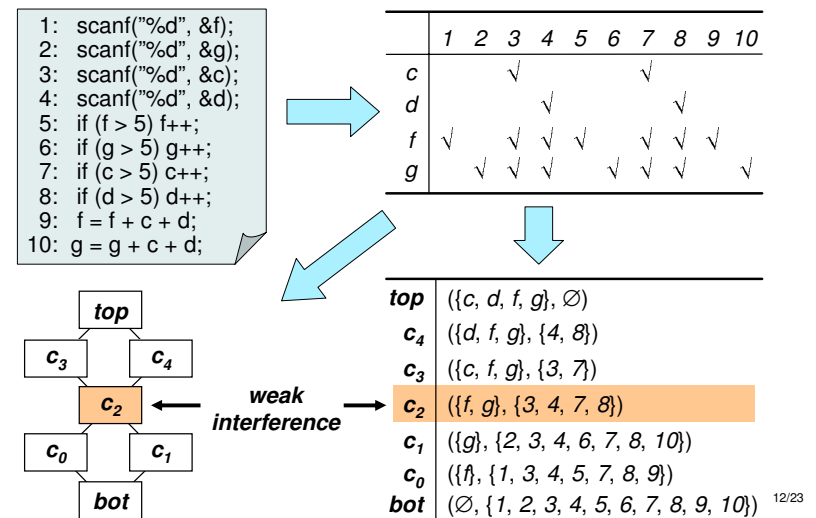 1: scanf("%d", &f);
2: scanf("%d", &g);
3: scanf("%d", &c);
4: scanf("%d", &d);
5: if (f > 5) f++;
6: if (g > 5) g++;
7: if (c > 5) c++;
8: if (d > 5) d++;
9: f = f + c + d;
10: g = g + c + d;
1 2 3 4 5 6 7 8 9 10
c √ √
d √ √
f √ √ √ √ √ √ √
g √ √ √ √ √ √ √
top
c3 c4
c2
c0 c1
bot
weak
interference
top ({c, d, f, g}, ∅)
c4 ({d, f, g}, {4, 8})
c3 ({c, f, g}, {3, 7})
c2 ({f, g}, {3, 4, 7, 8})
c1 ({g}, {2, 3, 4, 6, 7, 8, 10})
c0 ({f}, {1, 3, 4, 5, 7, 8, 9})
bot (∅, {1, 2, 3, 4, 5, 6, 7, 8, 9, 10})
12/23